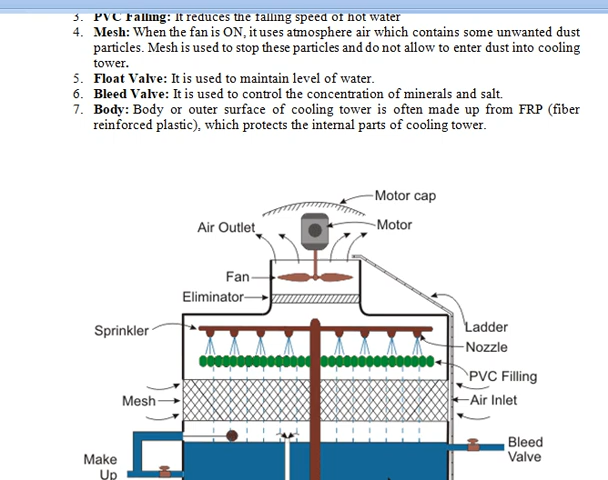 3. PVC Falling: It reduces the falling speed of hot water
4. Mesh: When the fan is ON, it uses atmosphere air which contains some unwanted dust
particles. Mesh is used to stop these particles and do not allow to enter dust into cooling
tower.
5. Float Valve: It is used to maintain level of water.
6. Bleed Valve: It is used to control the concentration of minerals and salt.
7. Body: Body or outer surface of cooling tower is often made up from FRP (fiber
reinforced plastic), which protects the internal parts of cooling tower.
Motor cap
Air Outlet
Motor
Fan
Eliminator
Sprinkler
Ladder
Nozzle
PVC Filling
Mesh
Air Inlet
Bleed
Valve
Make
Up